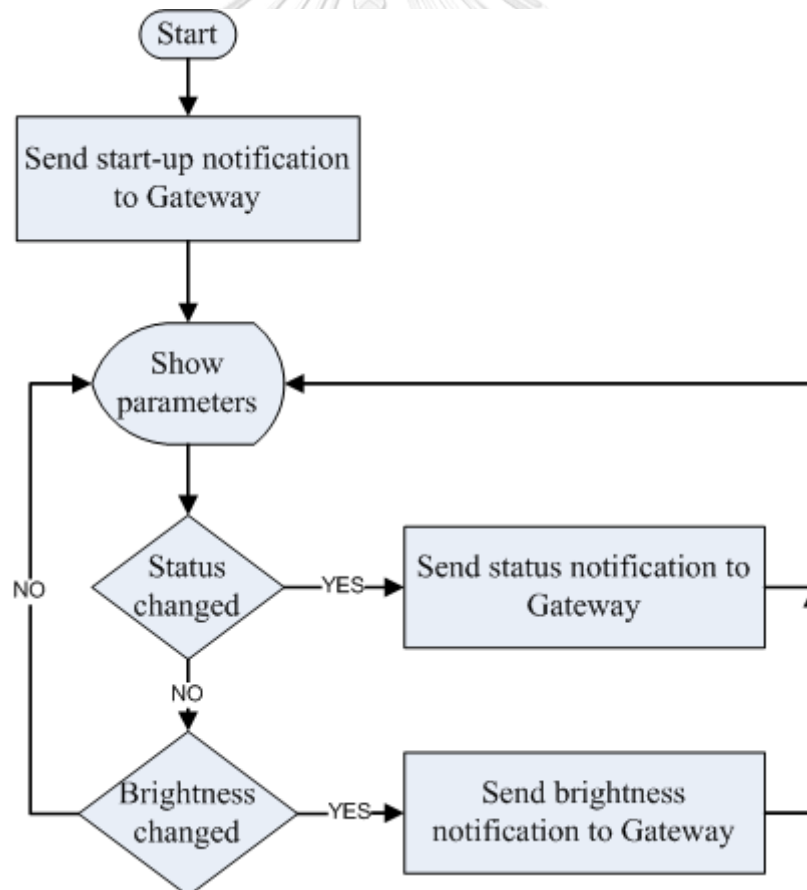 Start
Send start-up notification
to Gateway
Show
parameters
Status
changed
YES
Send status notification to
Gateway
NO
NO
Brightness
changed
YES
Send brightness
notification to Gateway